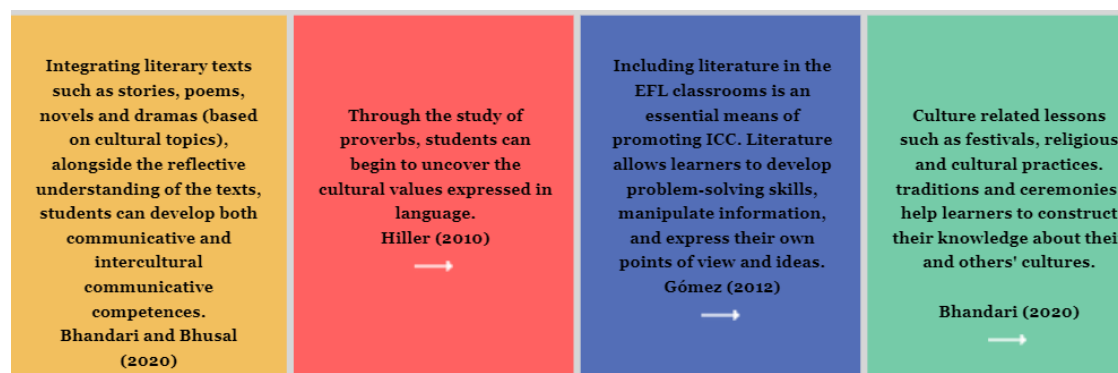 Integrating literary texts
such as stories, poems,
novels and dramas (based
on cultural topics),
alongside the reflective
understanding of the texts,
students can develop both
communicative and
intercultural
communicative
competences.
Bhandari and Bhusal
(2020)
Through the study of
proverbs, students can
begin to uncover the
cultural values expressed in
language.
Hiller (2010)
Including literature in the
EFL classrooms is an
essential means of
promoting ICC. Literature
allows learners to develop
problem-solving skills,
manipulate information,
and express their own
points of view and ideas.
Gómez (2012)
Culture related lessons
such as festivals, religious
and cultural practices.
traditions and ceremonies
help learners to construct
their knowledge about their
and others' cultures.
Bhandari (2020)